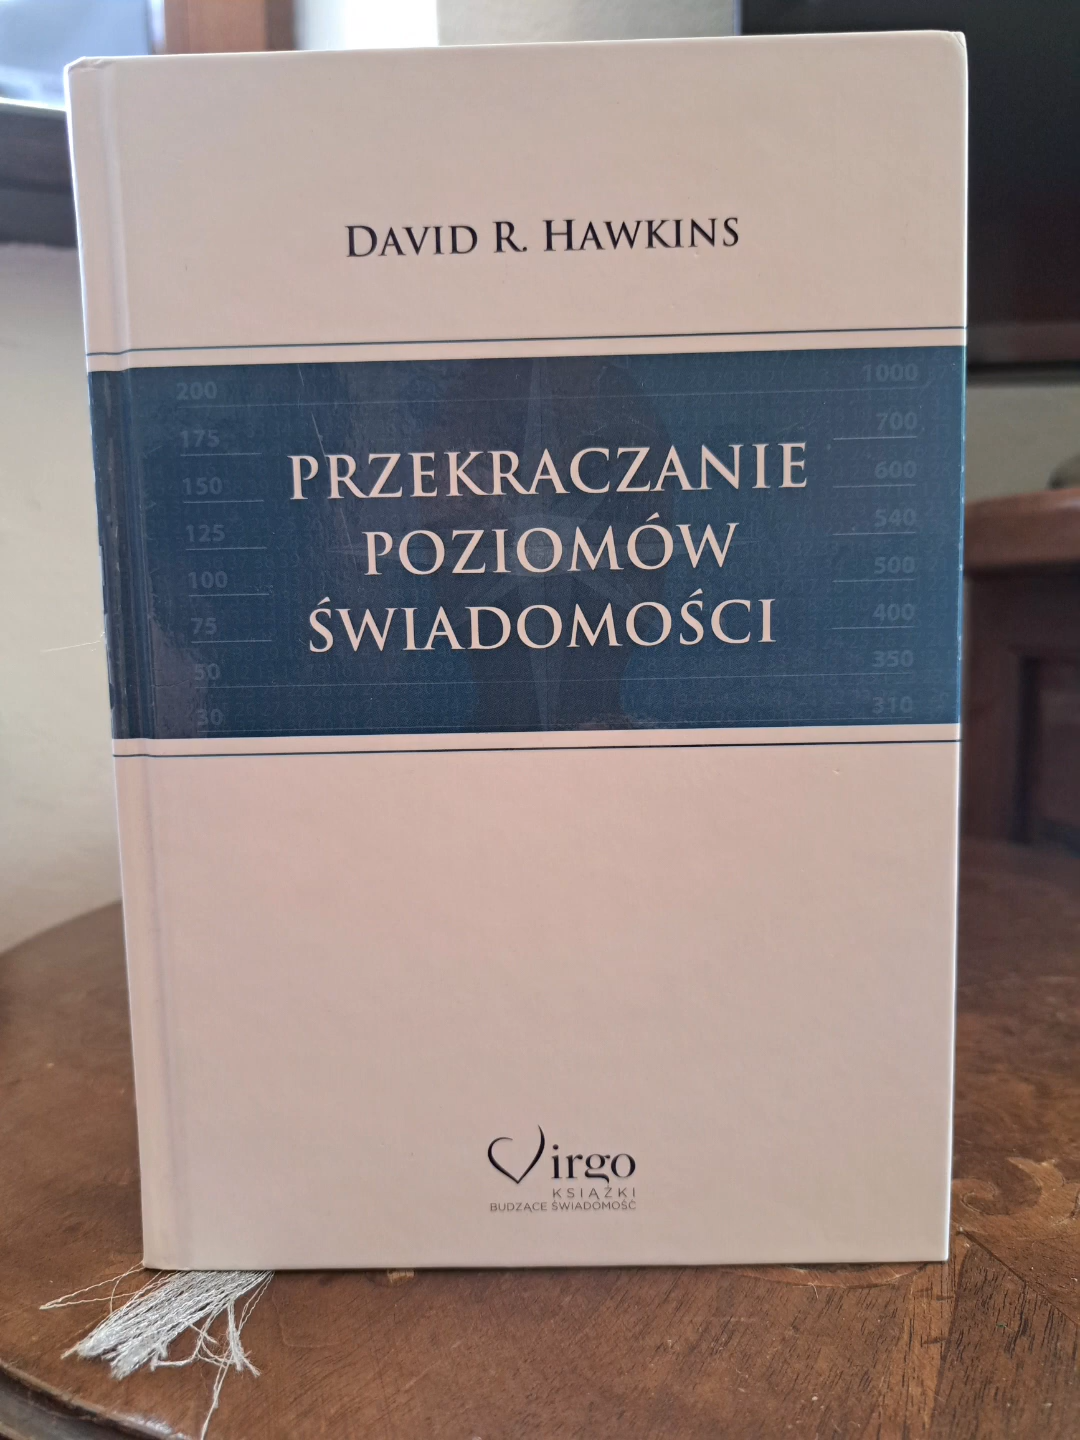 DAVID R. HAWKINS
200 1000
175 700
150 600
125 540
100 500
75 400
50 350
30 310
PRZEKRACZANIE
POZIOMÓW
ŚWIADOMOŚCI
Virgo
KSIĄŻKI
BUDZĄCE ŚWIADOMOŚĆ